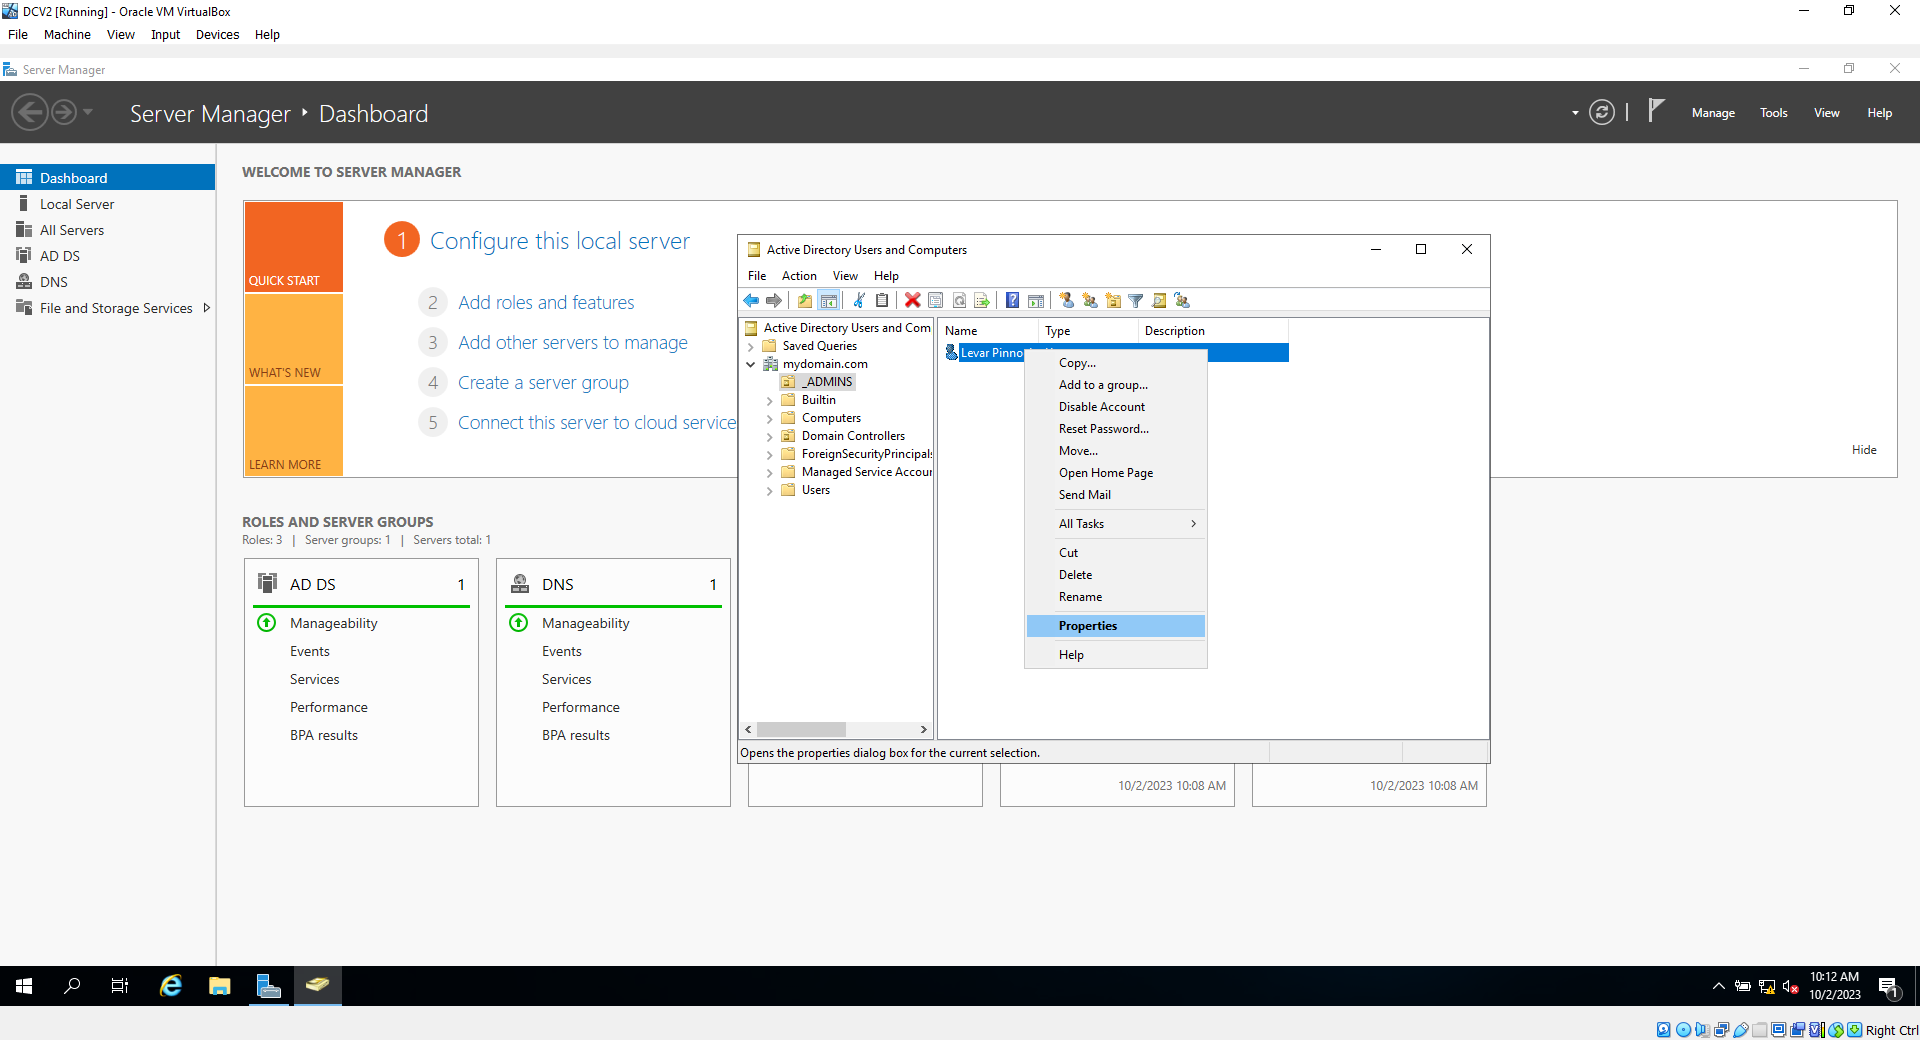 DCV2 [Running] - Oracle VM VirtualBox
File Machine View Input Devices Help
Server Manager
Server Manager Dashboard
Manage Tools View Help
Dashboard
Local Server
All Servers
AD DS
DNS
File and Storage Services
WELCOME TO SERVER MANAGER
QUICK START
WHAT'S NEW
LEARN MORE
1 Configure this local server
2 Add roles and features
3 Add other servers to manage
4 Create a server group
5 Connect this server to cloud service
Hide
ROLES AND SERVER GROUPS
Roles: 3 | Server groups: 1 | Servers total: 1
AD DS 1
Manageability
Events
Services
Performance
BPA results
DNS 1
Manageability
Events
Services
Performance
BPA results
10/2/2023 10:08 AM
10/2/2023 10:08 AM
Active Directory Users and Computers
File Action View Help
Active Directory Users and Com
Saved Queries
mydomain.com
_ADMINS
Builtin
Computers
Domain Controllers
ForeignSecurityPrincipals
Managed Service Accour
Users
Name Type Description
Levar Pinno
Copy...
Add to a group...
Disable Account
Reset Password...
Move...
Open Home Page
Send Mail
All Tasks
Cut
Delete
Rename
Properties
Help
Opens the properties dialog box for the current selection.
10:12 AM
10/2/2023
1
Right Ctrl